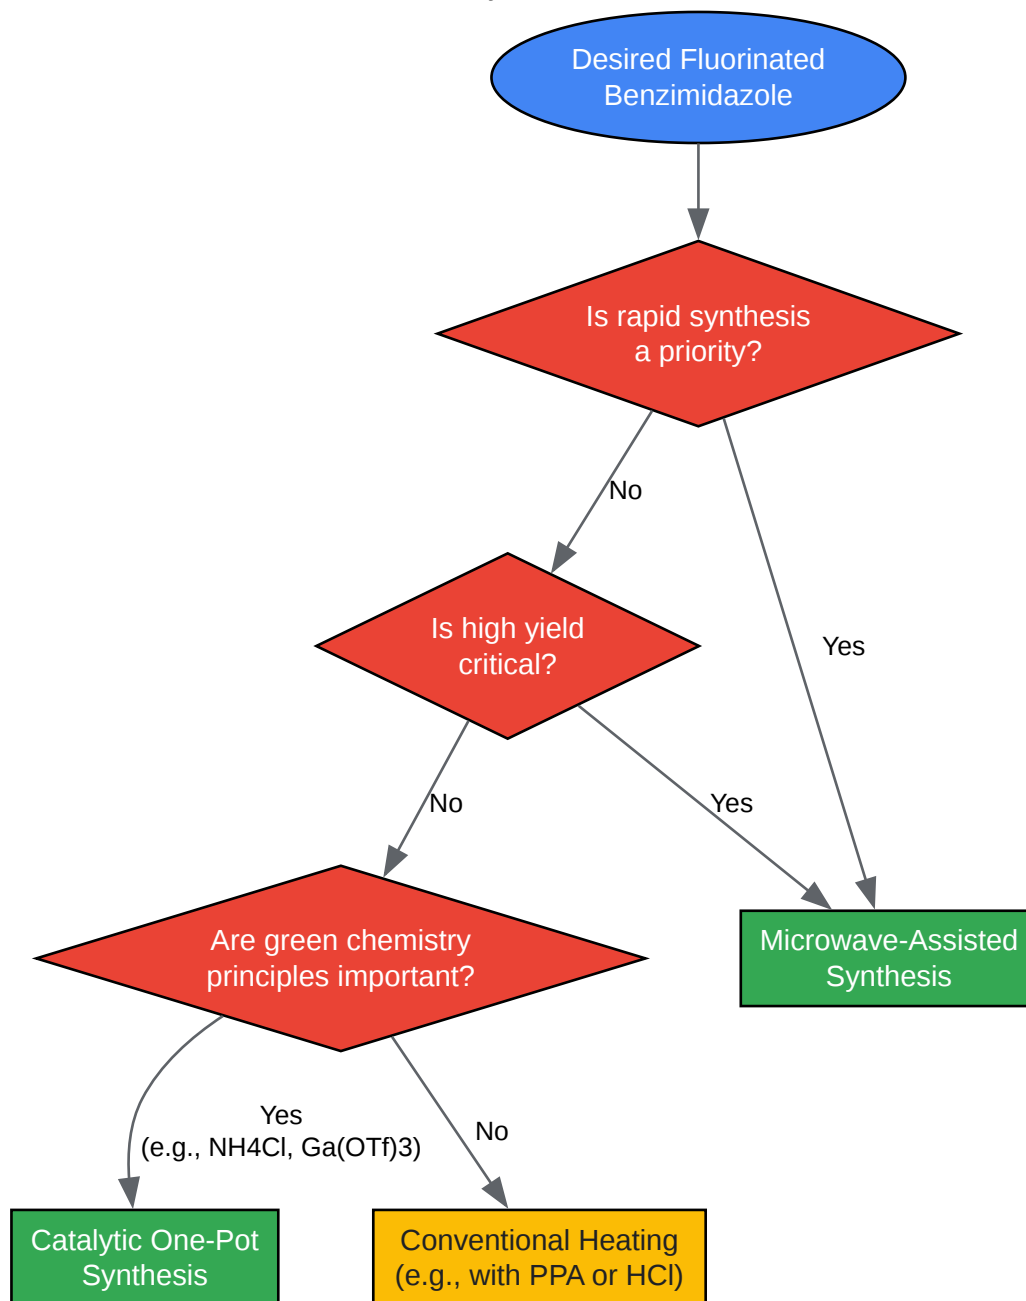 Desired Fluorinated
Benzimidazole
Is rapid synthesis
a priority?
No
Yes
Is high yield
critical?
No
Yes
Are green chemistry
principles important?
Microwave-Assisted
Synthesis
Yes
(e.g., NH4Cl, Ga(OTf)3)
No
Catalytic One-Pot
Synthesis
Conventional Heating
(e.g., with PPA or HCl)